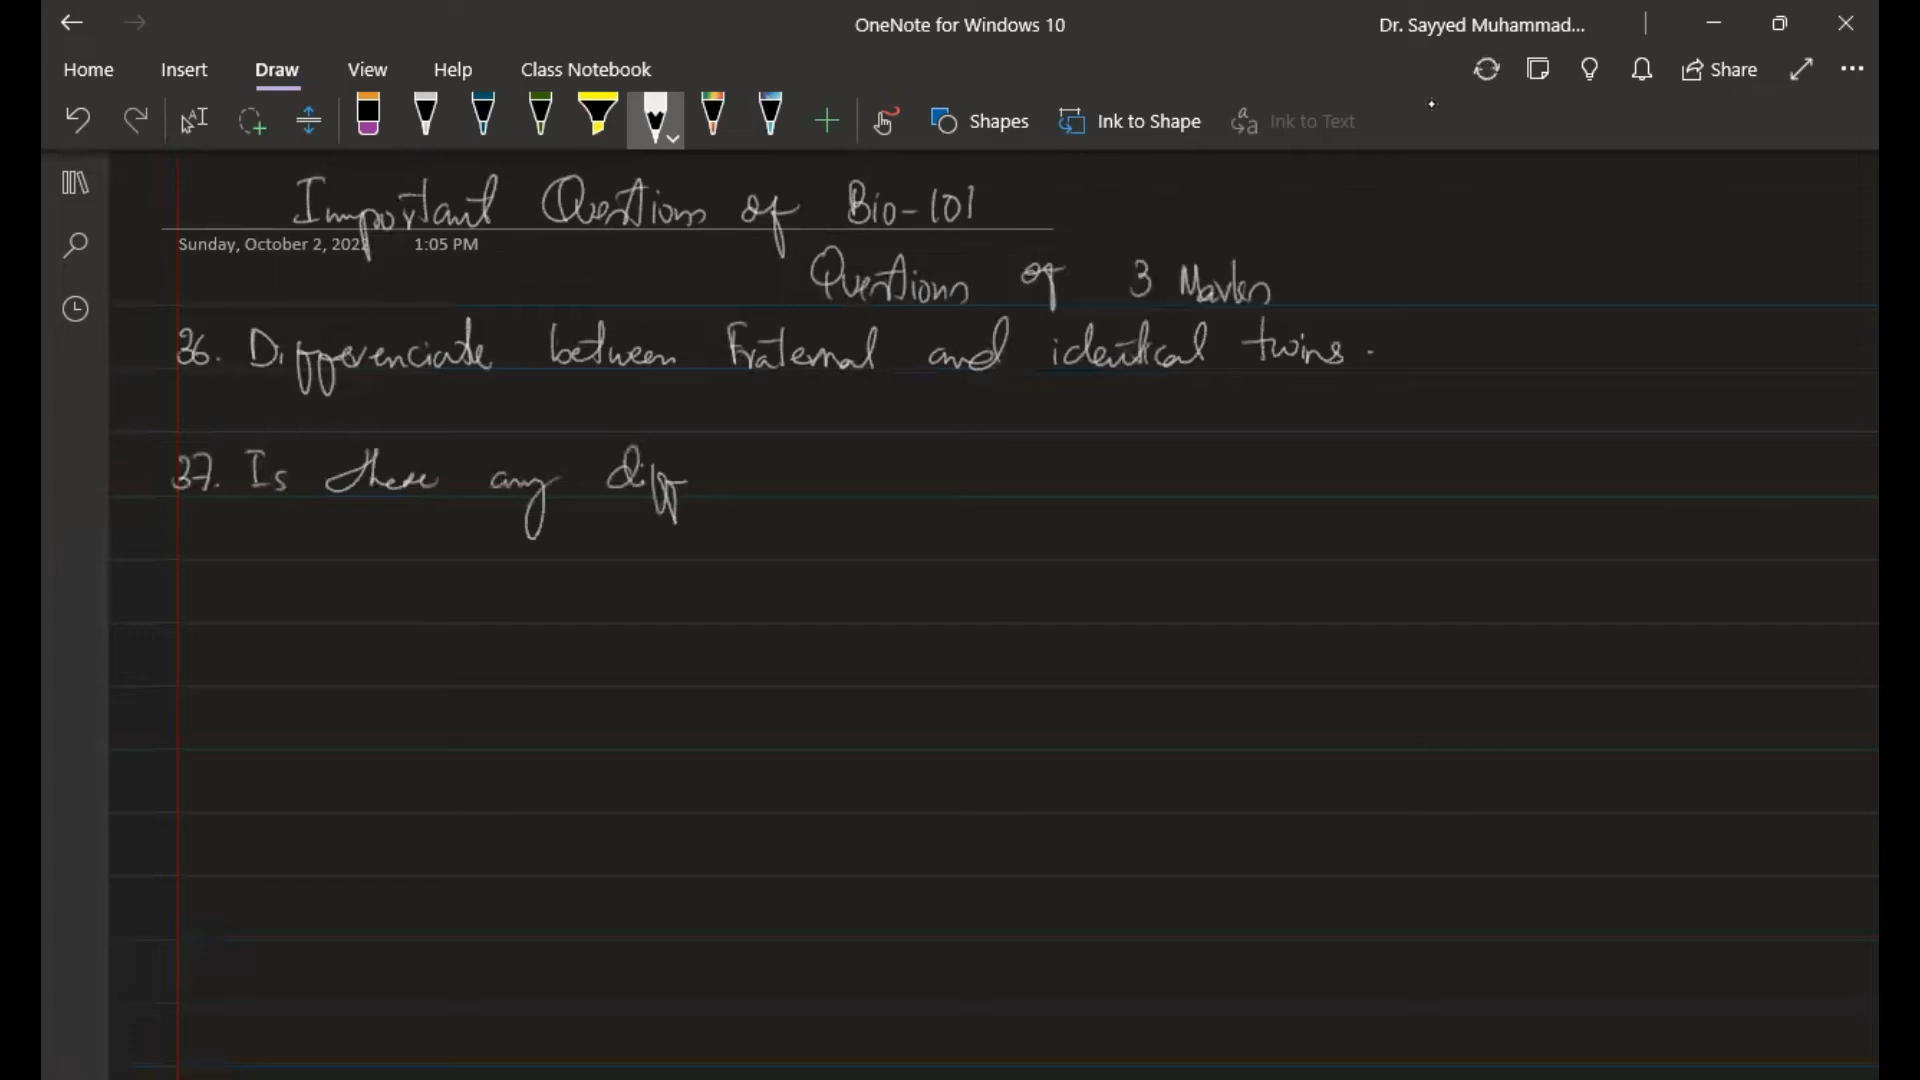 OneNote for Windows 10
Dr. Sayyed Muhammad...
Home Insert Draw View Help Class Notebook
Share
Shapes Ink to Shape Ink to Text
Important Questions of Bio-101
Sunday, October 2, 2022 1:05 PM
Questions of 3 Marks
36. Differenciate between Fraternal and identical twins.
37. Is there any diff